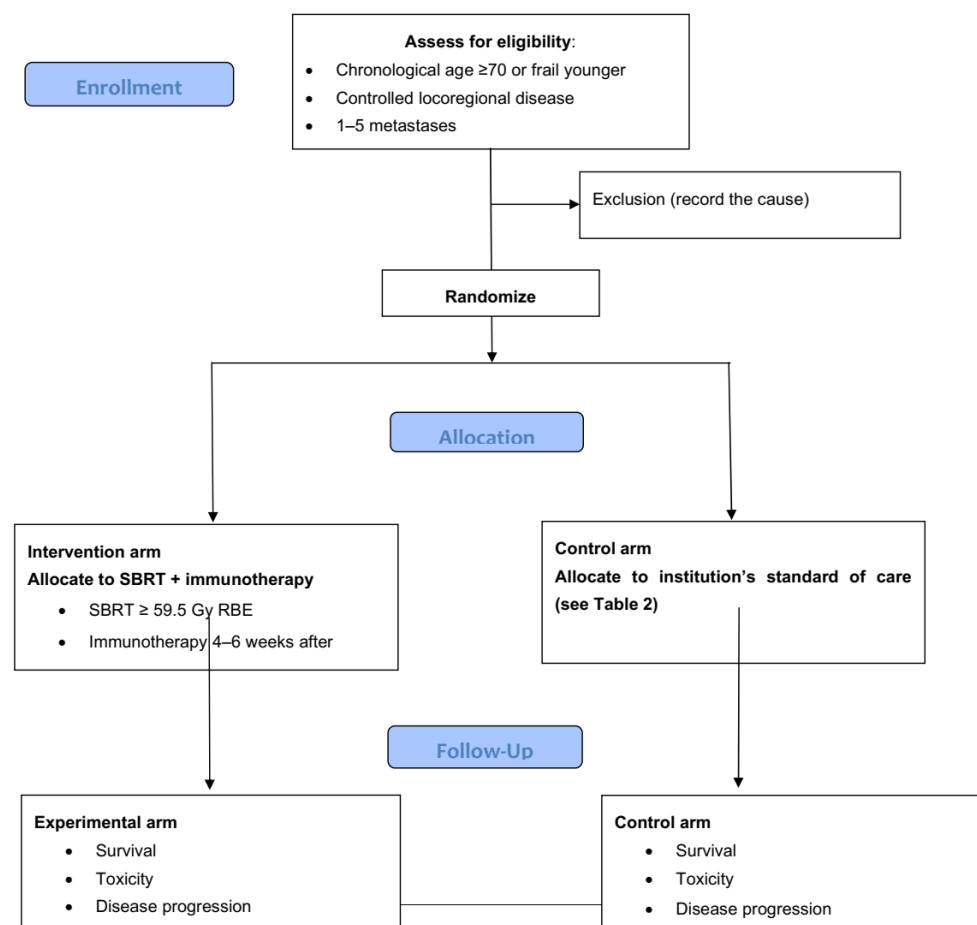 Assess for eligibility:
• Chronological age ≥70 or frail younger
• Controlled locoregional disease
• 1–5 metastases
Enrollment
Exclusion (record the cause)
Randomize
Allocation
Intervention arm
Allocate to SBRT + immunotherapy
• SBRT ≥ 59.5 Gy RBE
• Immunotherapy 4–6 weeks after
Control arm
Allocate to institution's standard of care
(see Table 2)
Follow-Up
Experimental arm
• Survival
• Toxicity
• Disease progression
Control arm
• Survival
• Toxicity
• Disease progression